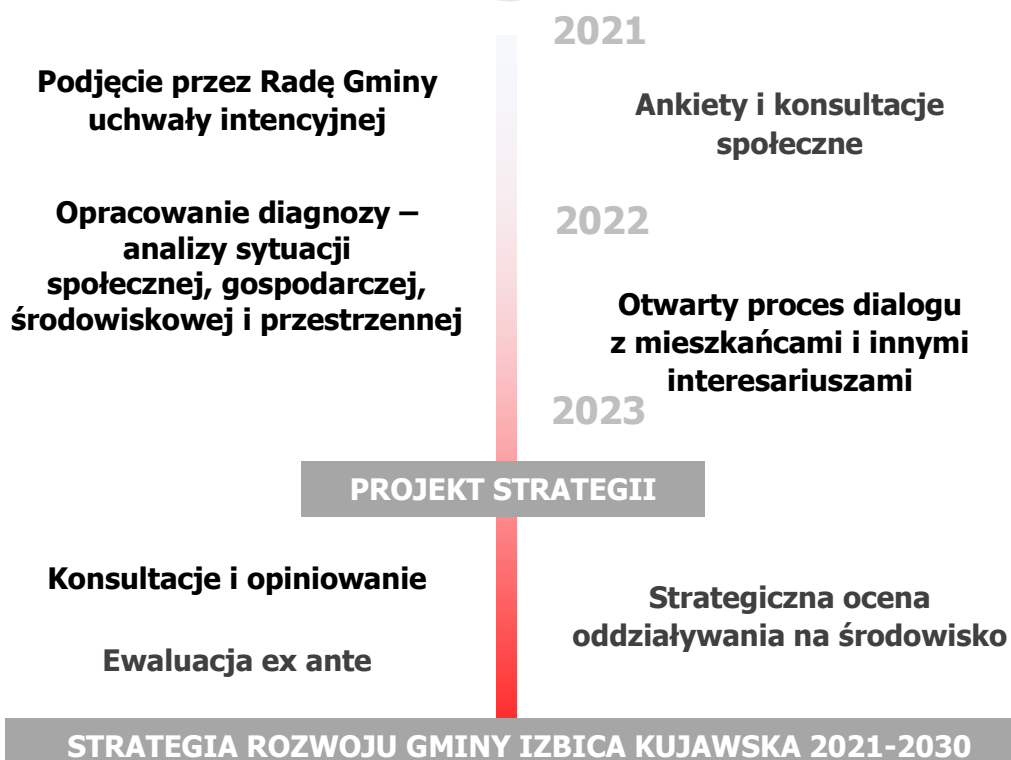 2021
Podjęcie przez Radę Gminy
uchwały intencyjnej
Ankiety i konsultacje
społeczne
Opracowanie diagnozy –
analizy sytuacji
społecznej, gospodarczej,
środowiskowej i przestrzennej
2022
Otwarty proces dialogu
z mieszkańcami i innymi
interesariuszami
2023
PROJEKT STRATEGII
Konsultacje i opiniowanie
Ewaluacja ex ante
Strategiczna ocena
oddziaływania na środowisko
STRATEGIA ROZWOJU GMINY IZBICA KUJAWSKA 2021-2030